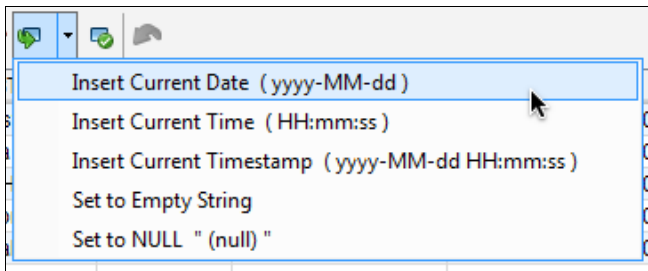 Insert Current Date ( yyyy-MM-dd )
Insert Current Time ( HH:mm:ss )
Insert Current Timestamp ( yyyy-MM-dd HH:mm:ss )
Set to Empty String
Set to NULL " (null) "